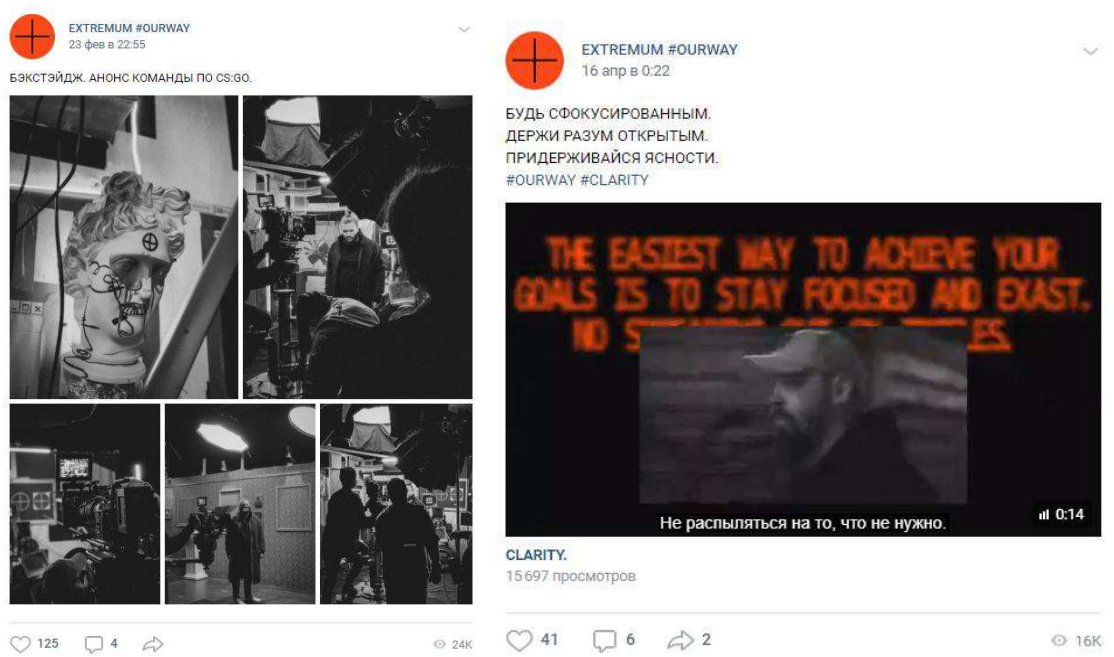 EXTREMUM #OURWAY
23 фев в 22:55
БЭКСТЭЙДЖ. АНОНС КОМАНДЫ ПО CS:GO.
125
4
24K
EXTREMUM #OURWAY
16 апр в 0:22
БУДЬ СФОКУСИРОВАННЫМ.
ДЕРЖИ РАЗУМ ОТКРЫТЫМ.
ПРИДЕРЖИВАЙСЯ ЯСНОСТИ.
#OURWAY #CLARITY
THE EASIEST WAY TO ACHIEVE YOUR
GOALS IS TO STAY FOCUSED AND EXAST.
NO
Не распыляться на то, что не нужно.
0:14
CLARITY.
15 697 просмотров
41
6
2
16K